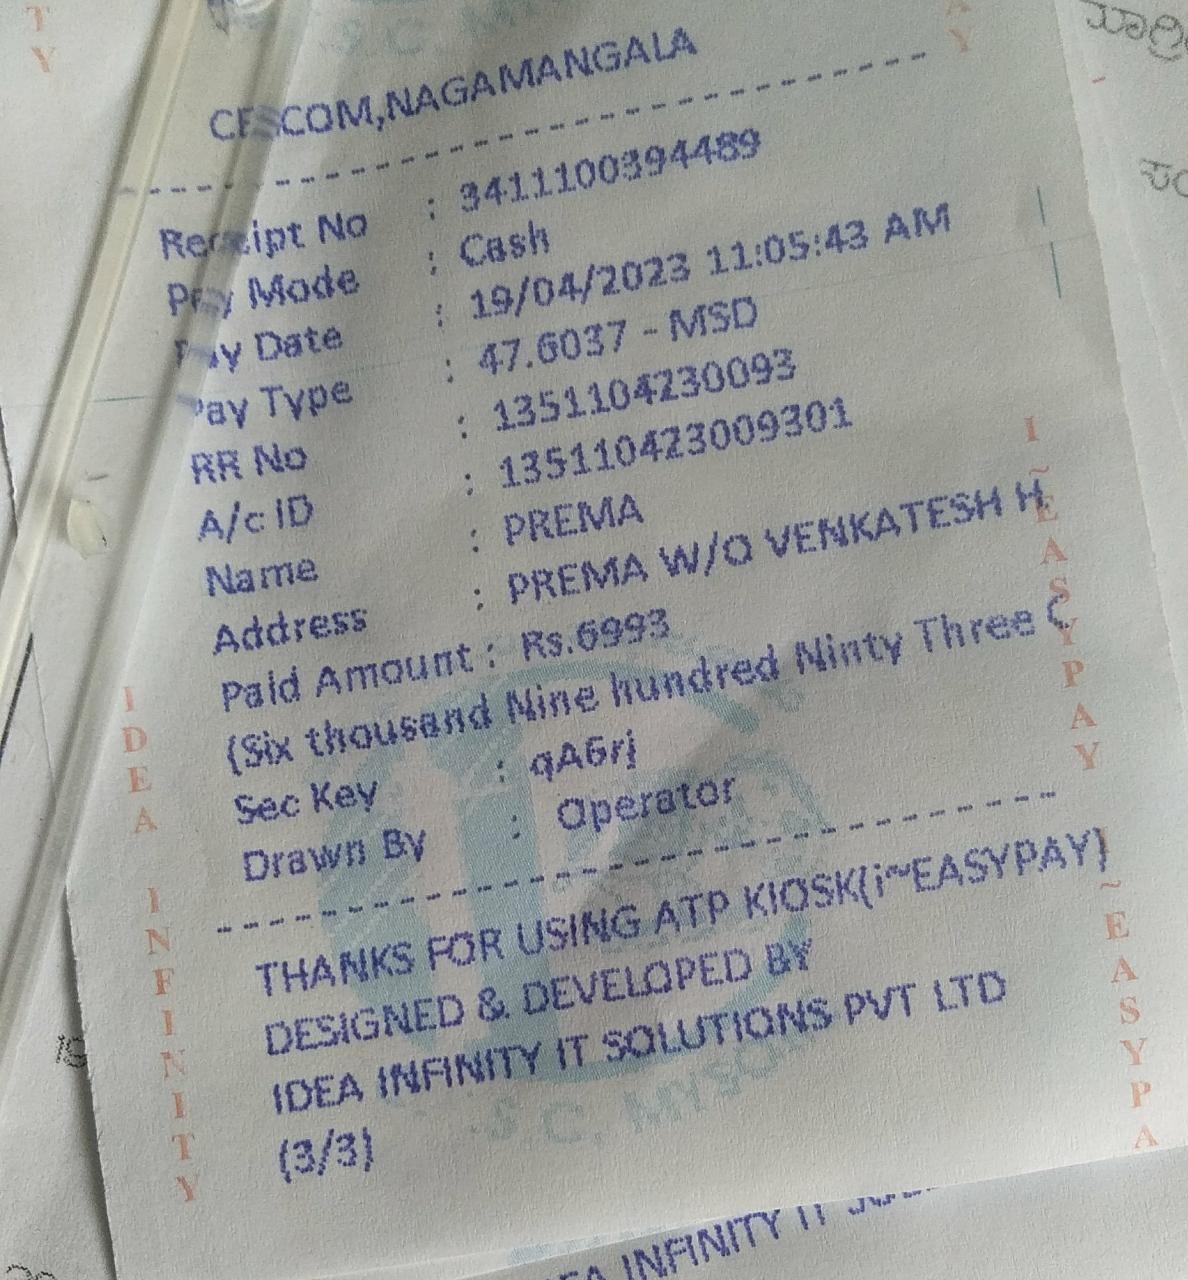 CESCOM,NAGAMANGALA
Receipt No : 3411100394489
Pay Mode : Cash
Pay Date : 19/04/2023 11:05:43 AM
Pay Type : 47.6037 - MSD
RR No : 1351104230093
A/c ID : 135110423009301
Name : PREMA
Address : PREMA W/O VENKATESH H
Paid Amount : Rs.6993
(Six thousand Nine hundred Ninty Three
Sec Key : qA6rj
Drawn By : Operator
THANKS FOR USING ATP KIOSK(i~EASYPAY)
DESIGNED & DEVELOPED BY
IDEA INFINITY IT SOLUTIONS PVT LTD
(3/3)
IDEA INFINITY
I~EASYPAY
I~EASYPA
S.C. MYSO
INFINITY IT